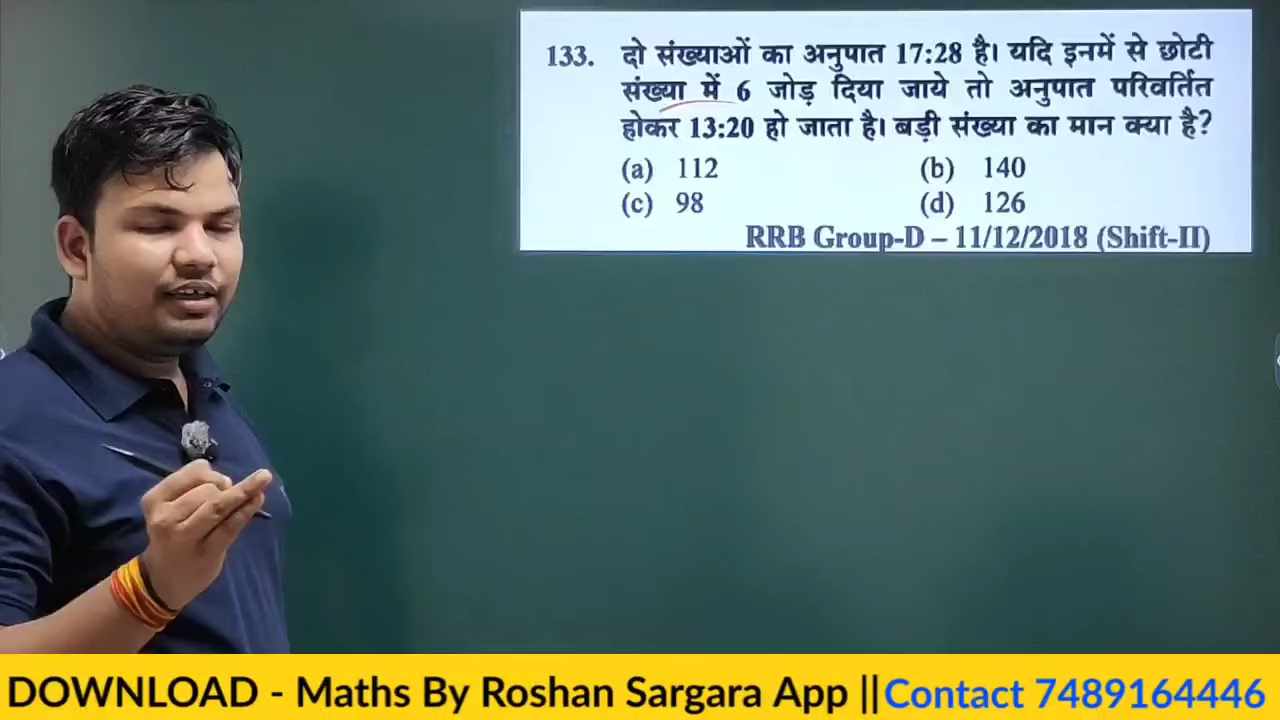 133. दो संख्याओं का अनुपात 17:28 है। यदि इनमें से छोटी
संख्या में 6 जोड़ दिया जाये तो अनुपात परिवर्तित
होकर 13:20 हो जाता है। बड़ी संख्या का मान क्या है?
(a) 112 (b) 140
(c) 98 (d) 126
RRB Group-D – 11/12/2018 (Shift-II)
DOWNLOAD - Maths By Roshan Sargara App || Contact 7489164446